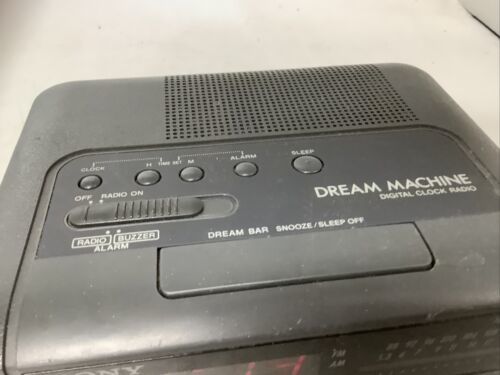 CLOCK H TIME SET M ALARM SLEEP
OFF RADIO ON
DREAM MACHINE
DIGITAL CLOCK RADIO
RADIO BUZZER
ALARM
DREAM BAR SNOOZE/SLEEP OFF